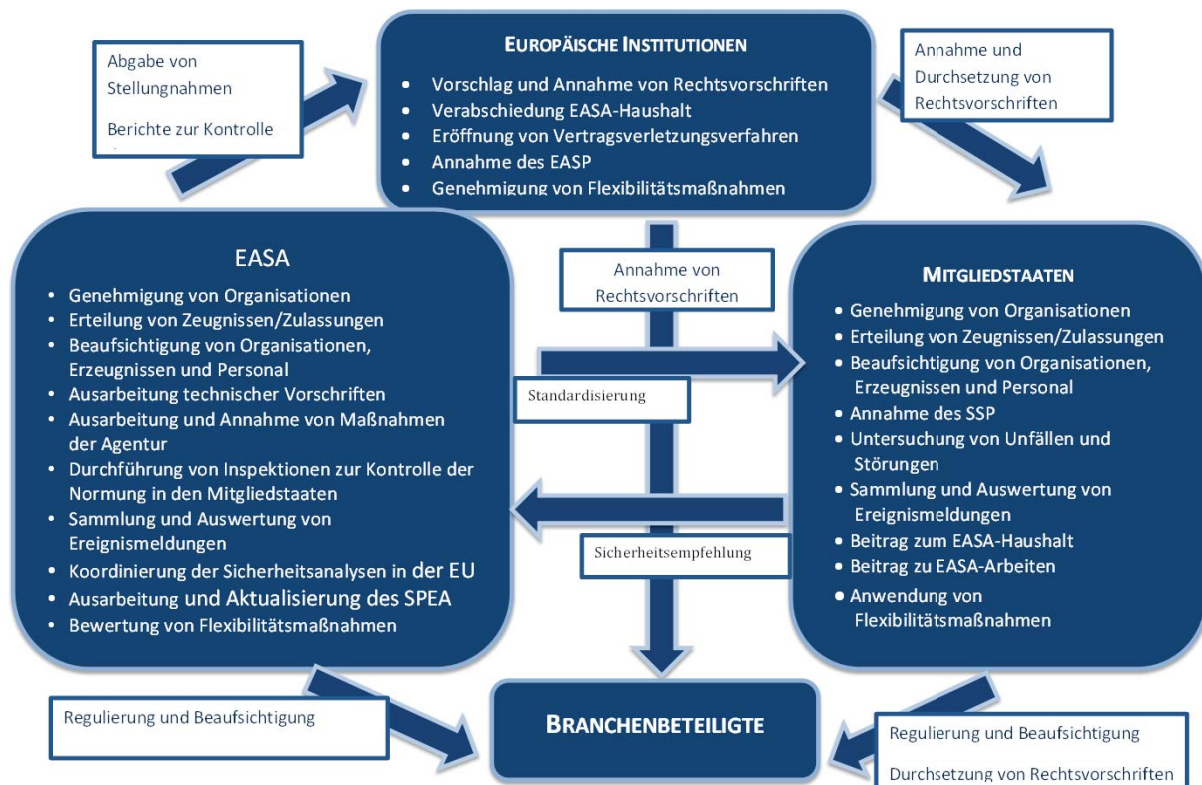 Abgabe von
Stellungnahmen
Berichte zur Kontrolle
EUROPÄISCHE INSTITUTIONEN
• Vorschlag und Annahme von Rechtsvorschriften
• Verabschiedung EASA-Haushalt
• Eröffnung von Vertragsverletzungsverfahren
• Annahme des EASP
• Genehmigung von Flexibilitätsmaßnahmen
Annahme und
Durchsetzung von
Rechtsvorschriften
EASA
• Genehmigung von Organisationen
• Erteilung von Zeugnissen/Zulassungen
• Beaufsichtigung von Organisationen,
Erzeugnissen und Personal
• Ausarbeitung technischer Vorschriften
• Ausarbeitung und Annahme von Maßnahmen
der Agentur
• Durchführung von Inspektionen zur Kontrolle der
Normung in den Mitgliedstaaten
• Sammlung und Auswertung von
Ereignismeldungen
• Koordinierung der Sicherheitsanalysen in der EU
• Ausarbeitung und Aktualisierung des SPEA
• Bewertung von Flexibilitätsmaßnahmen
Annahme von
Rechtsvorschriften
Standardisierung
Sicherheitsempfehlung
MITGLIEDSTAATEN
• Genehmigung von Organisationen
• Erteilung von Zeugnissen/Zulassungen
• Beaufsichtigung von Organisationen,
Erzeugnissen und Personal
• Annahme des SSP
• Untersuchung von Unfällen und
Störungen
• Sammlung und Auswertung von
Ereignismeldungen
• Beitrag zum EASA-Haushalt
• Beitrag zu EASA-Arbeiten
• Anwendung von
Flexibilitätsmaßnahmen
Regulierung und Beaufsichtigung
BRANCHENBETEILIGTE
Regulierung und Beaufsichtigung
Durchsetzung von Rechtsvorschriften